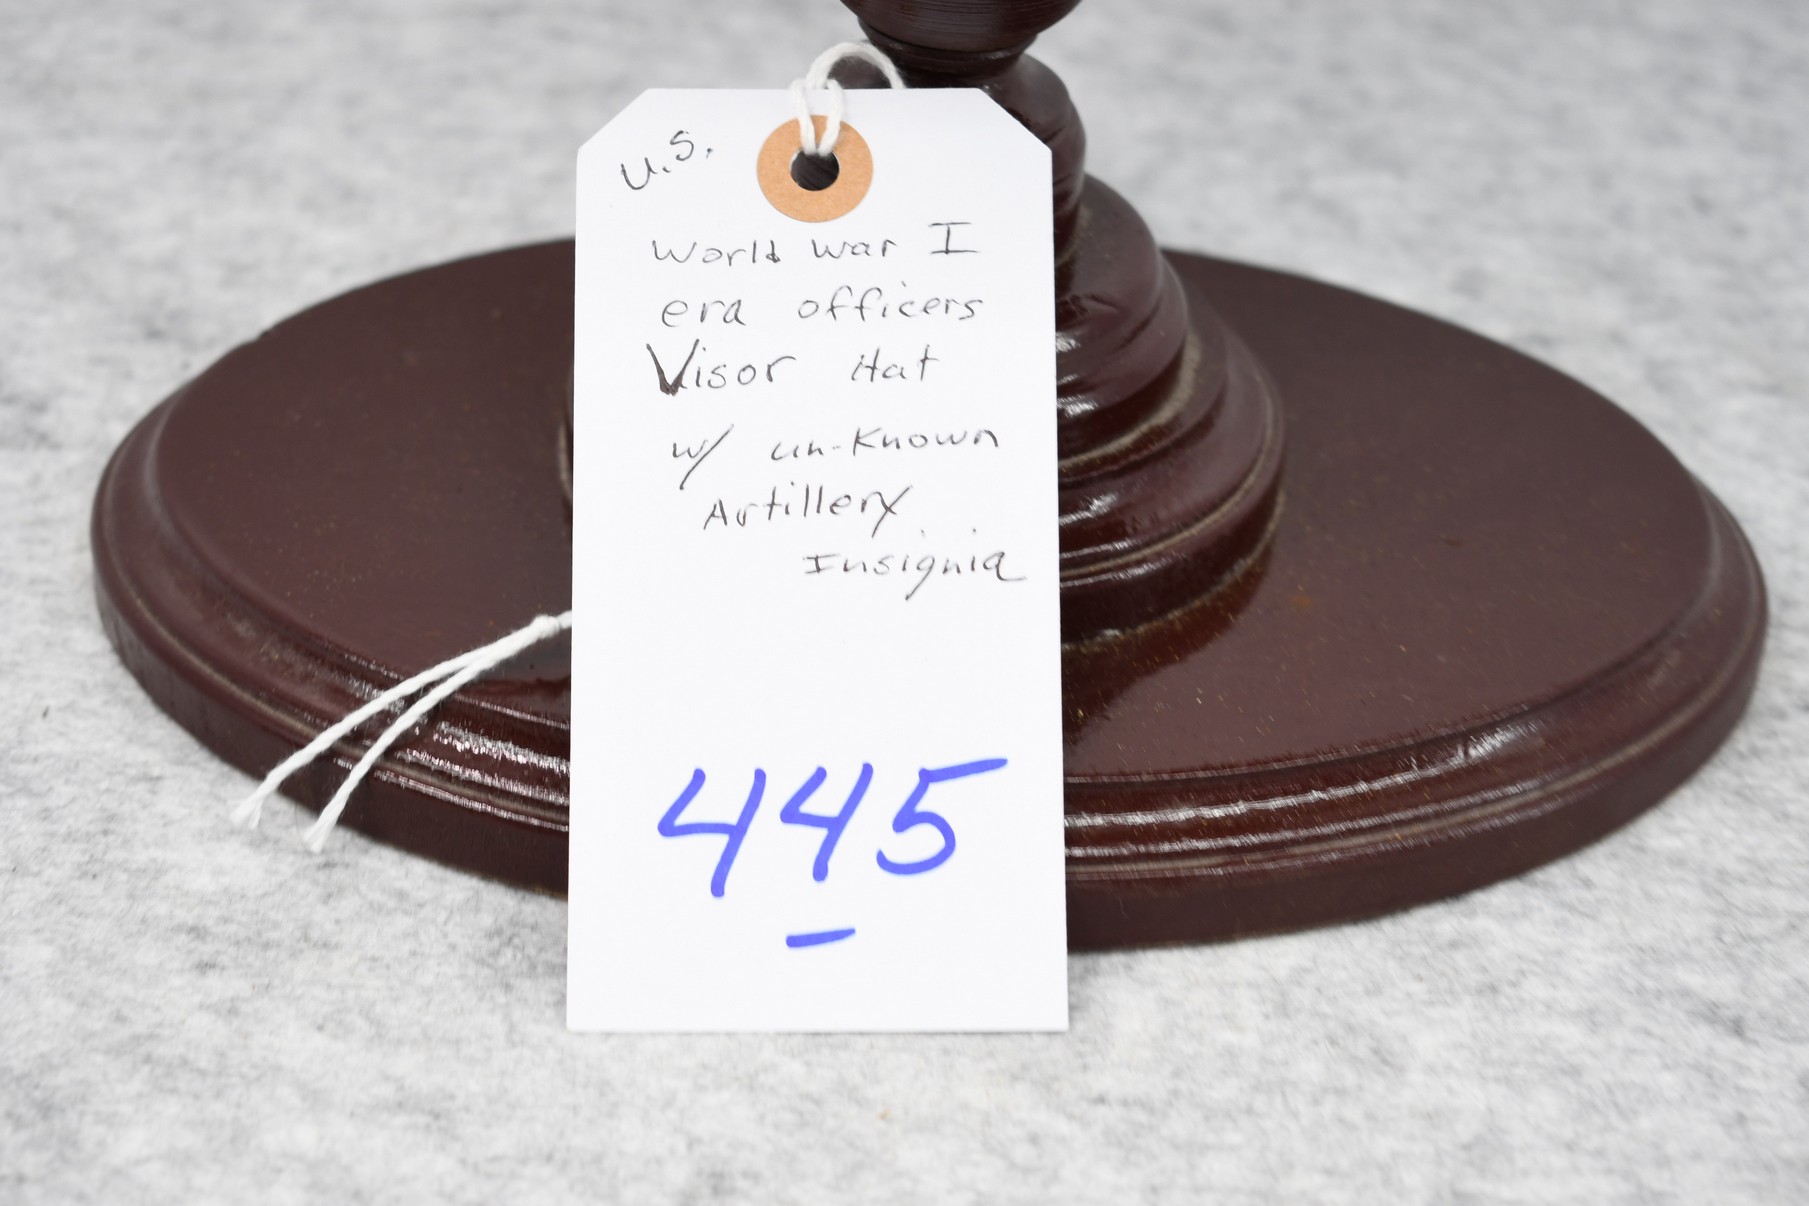 U.S.
World War I
era officers
Visor Hat
w/ un-Known
Artillery
Insignia
445